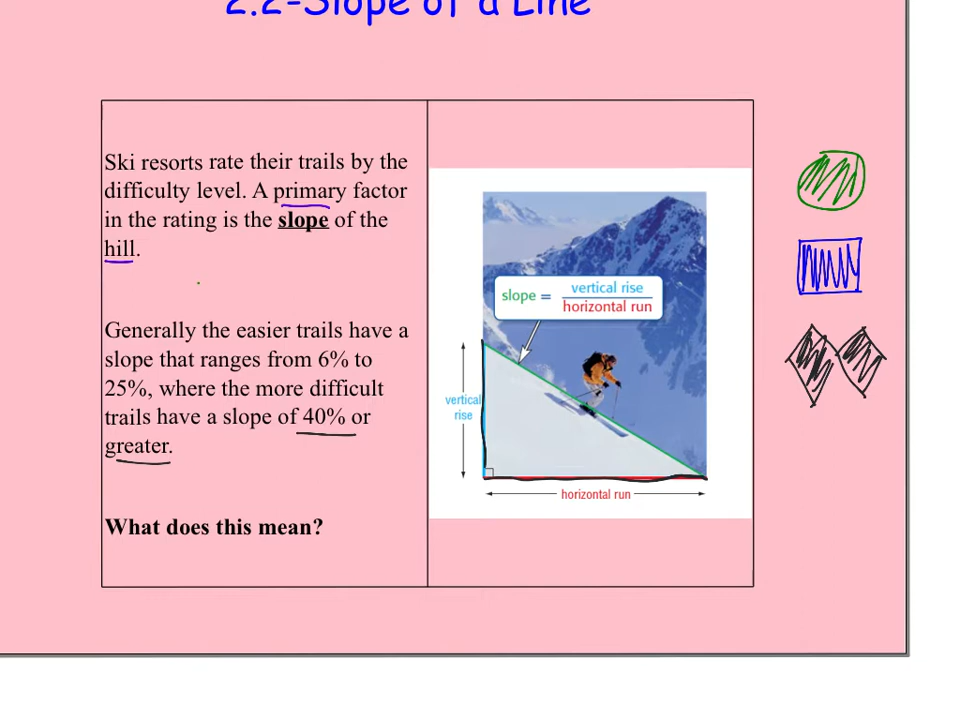 2.2-Slope of a Line
Ski resorts rate their trails by the
difficulty level. A primary factor
in the rating is the slope of the
hill.
Generally the easier trails have a
slope that ranges from 6% to
25%, where the more difficult
trails have a slope of 40% or
greater.
What does this mean?
slope = vertical rise
horizontal run
vertical
rise
horizontal run